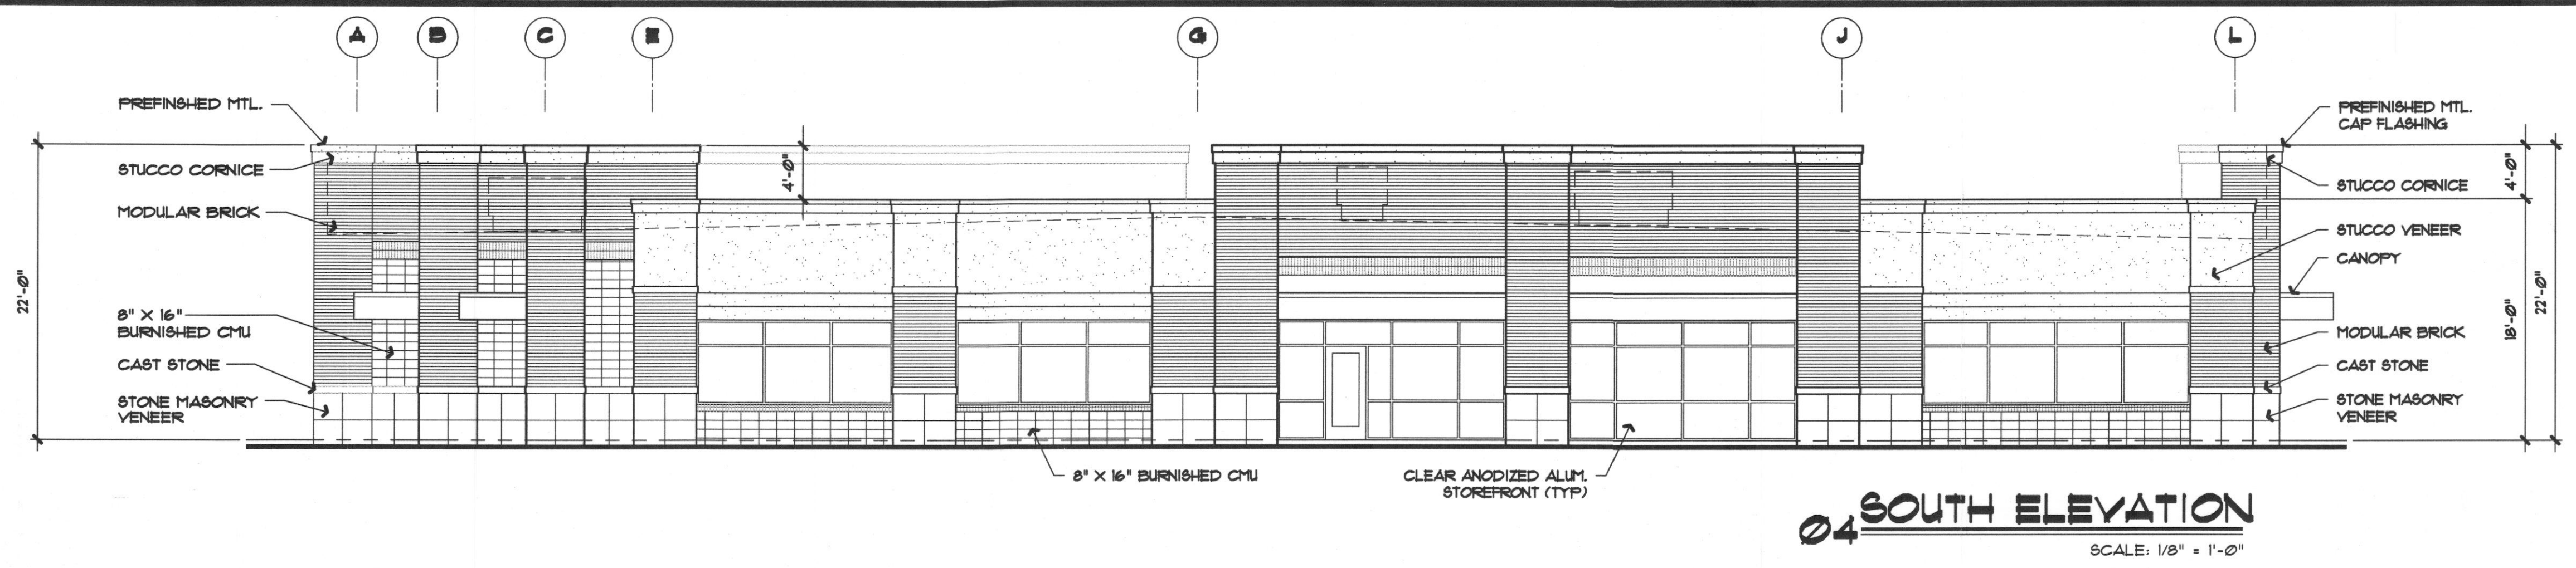 A B C E G J L
PREFINSHED MTL.
STUCCO CORNICE
MODULAR BRICK
8" X 16"
BURNISHED CMU
CAST STONE
STONE MASONRY
VENEER
22'-0"
4'-0"
PREFINISHED MTL.
CAP FLASHING
STUCCO CORNICE
STUCCO VENEER
CANOPY
MODULAR BRICK
CAST STONE
STONE MASONRY
VENEER
4'-0"
18'-0"
22'-0"
8" X 16" BURNISHED CMU
CLEAR ANODIZED ALUM.
STOREFRONT (TYP)
04 SOUTH ELEVATION
SCALE: 1/8" = 1'-0"